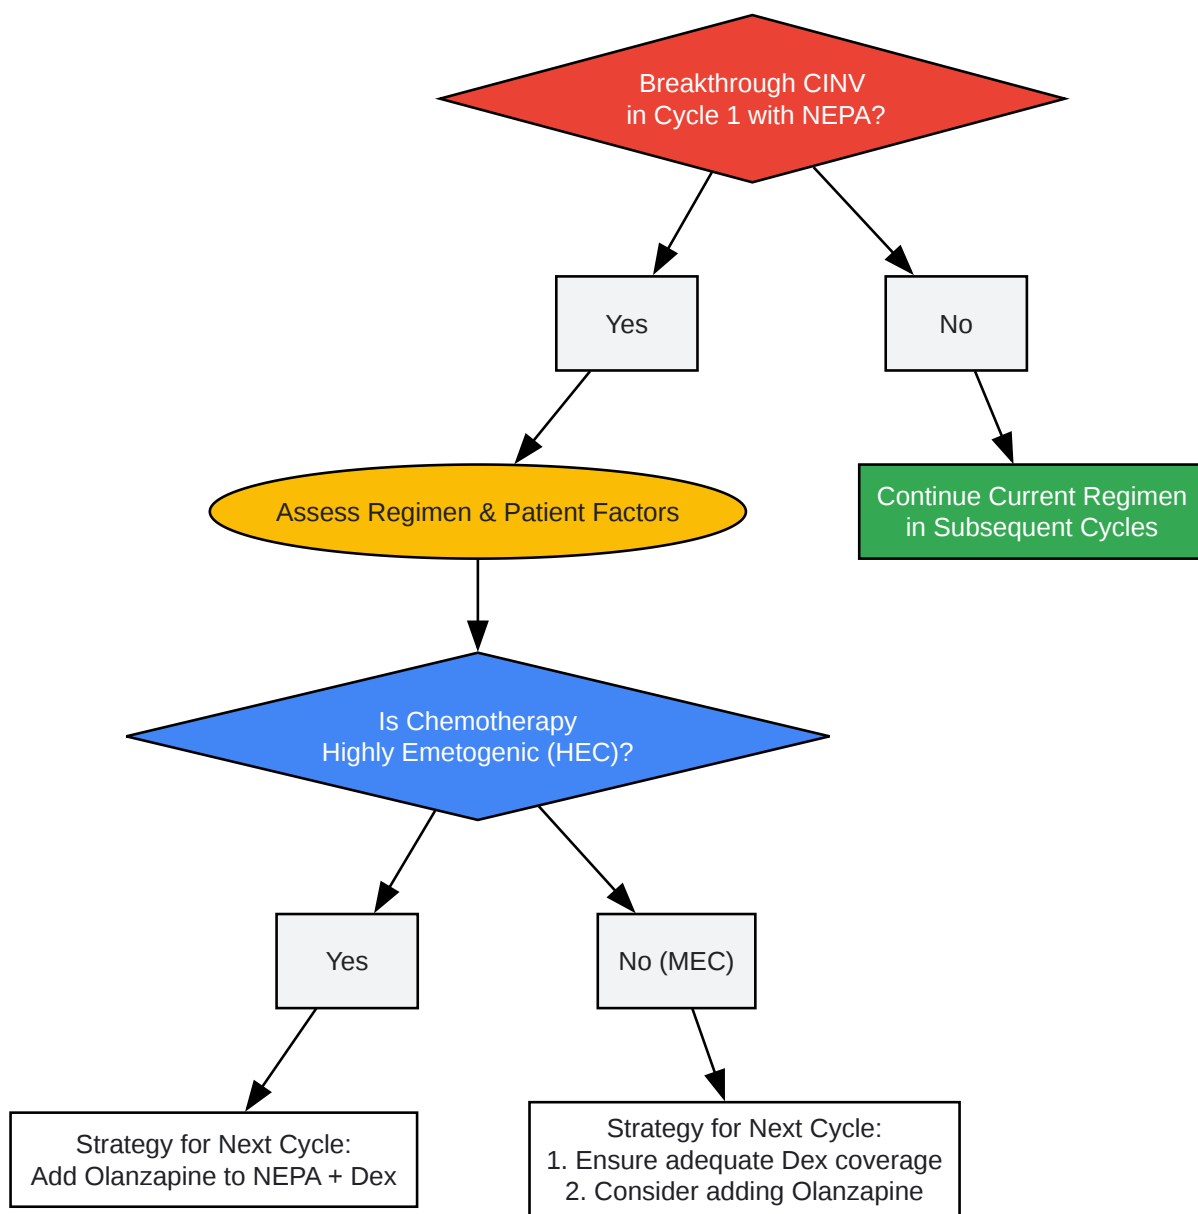 Breakthrough CINV
in Cycle 1 with NEPA?
Yes
No
Assess Regimen & Patient Factors
Continue Current Regimen
in Subsequent Cycles
Is Chemotherapy
Highly Emetogenic (HEC)?
Yes
No (MEC)
Strategy for Next Cycle:
Add Olanzapine to NEPA + Dex
Strategy for Next Cycle:
1. Ensure adequate Dex coverage
2. Consider adding Olanzapine